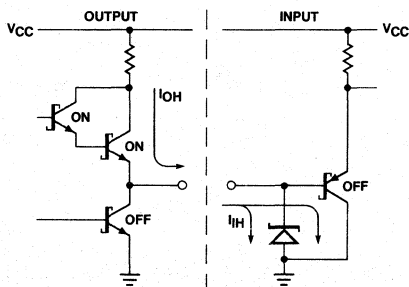 OUTPUT
INPUT
VCC
VCC
IOH
ON
ON
OFF
OFF
IIH